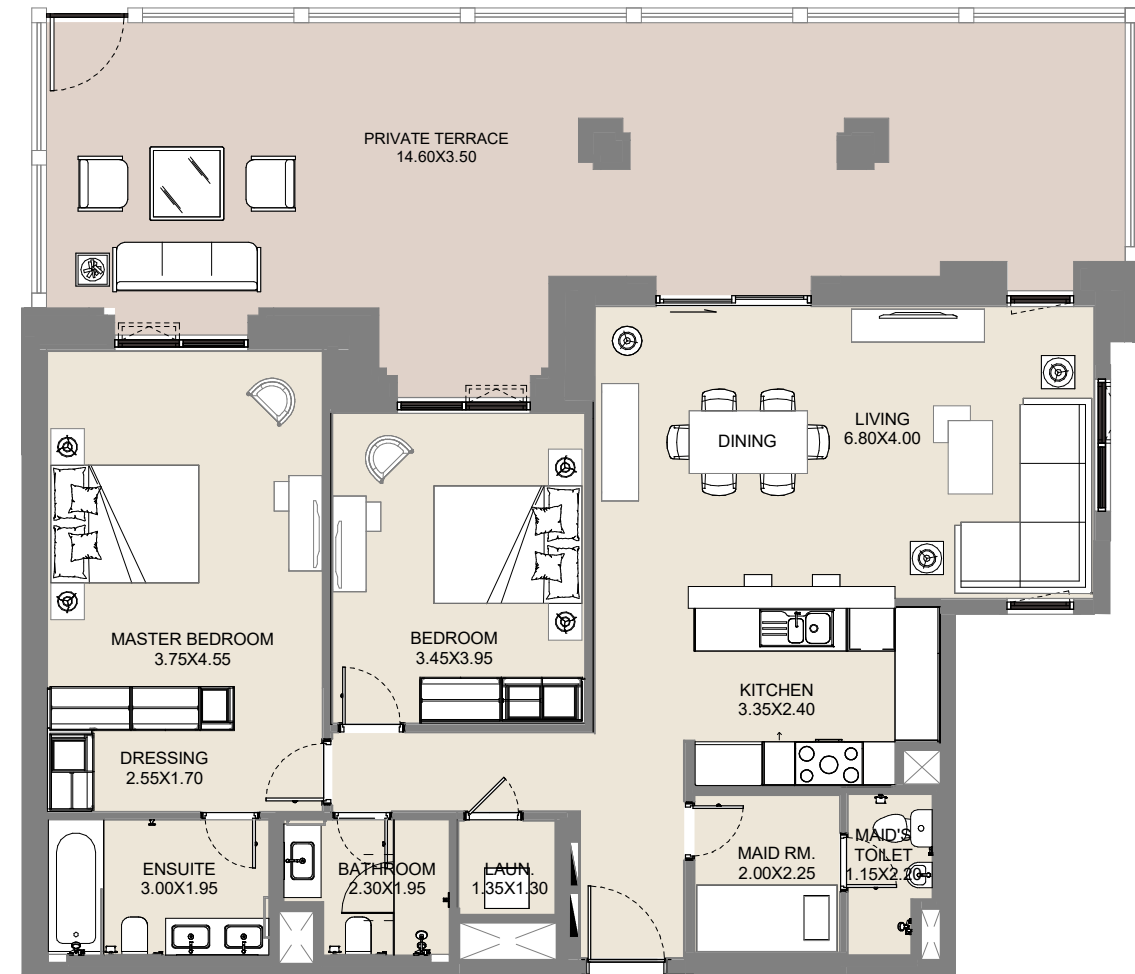 PRIVATE TERRACE
14.60X3.50
LIVING
6.80X4.00
DINING
MASTER BEDROOM
3.75X4.55
BEDROOM
3.45X3.95
KITCHEN
3.35X2.40
DRESSING
2.55X1.70
ENSUITE
3.00X1.95
BATHROOM
2.30X1.95
LAUN.
1.35X1.30
MAID RM.
2.00X2.25
MAID'S
TOILET
1.15X2.20